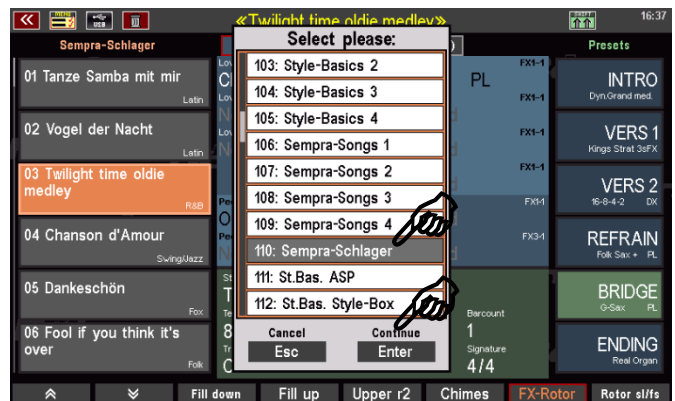 MENU
USB
«Twilight time oldie medley»
SHIFT
16:37
Sempra-Schlager
Presets
01 Tanze Samba mit mir
Latin
02 Vogel der Nacht
Latin
03 Twilight time oldie
medley
R&B
04 Chanson d'Amour
Swing/Jazz
05 Dankeschön
Fox
06 Fool if you think it's
over
Folk
Select please:
103: Style-Basics 2
104: Style-Basics 3
105: Style-Basics 4
106: Sempra-Songs 1
107: Sempra-Songs 2
108: Sempra-Songs 3
109: Sempra-Songs 4
110: Sempra-Schlager
111: St.Bas. ASP
112: St.Bas. Style-Box
Cancel
Continue
Esc
Enter
PL
FX1-1
FX1-1
FX1-1
FX1-1
FX1-4
FX3-1
Barcount
1
Signature
4/4
INTRO
Dyn.Grand med.
VERS 1
Kings Strat 3sFX
VERS 2
16-8-4-2 DX
REFRAIN
Folk Sax + PL
BRIDGE
G-Sax PL
ENDING
Real Organ
Fill down
Fill up
Upper r2
Chimes
FX-Rotor
Rotor sl/fs